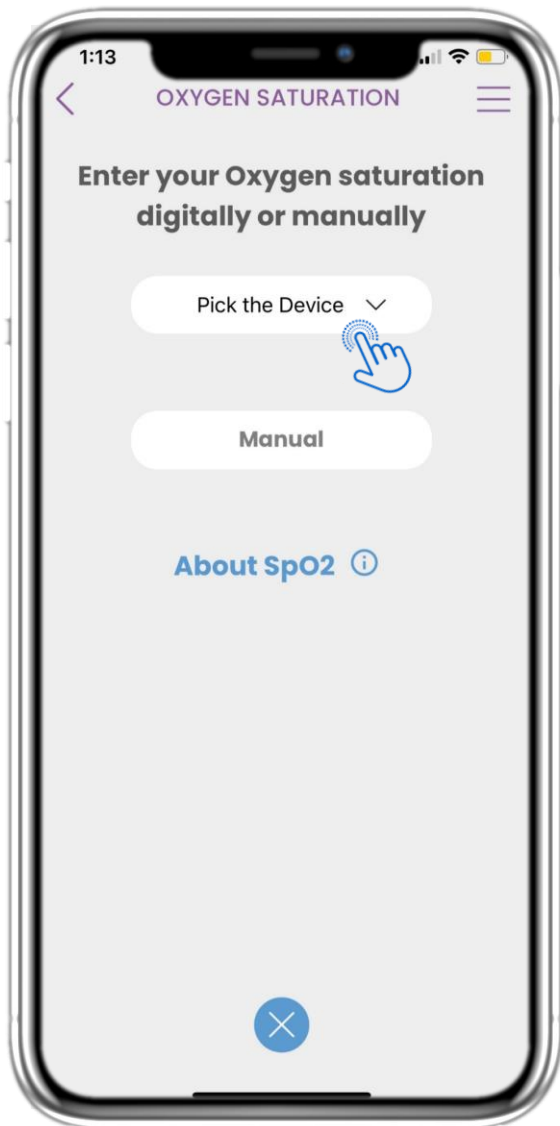 1:13
OXYGEN SATURATION
Enter your Oxygen saturation
digitally or manually
Pick the Device
Manual
About SpO2